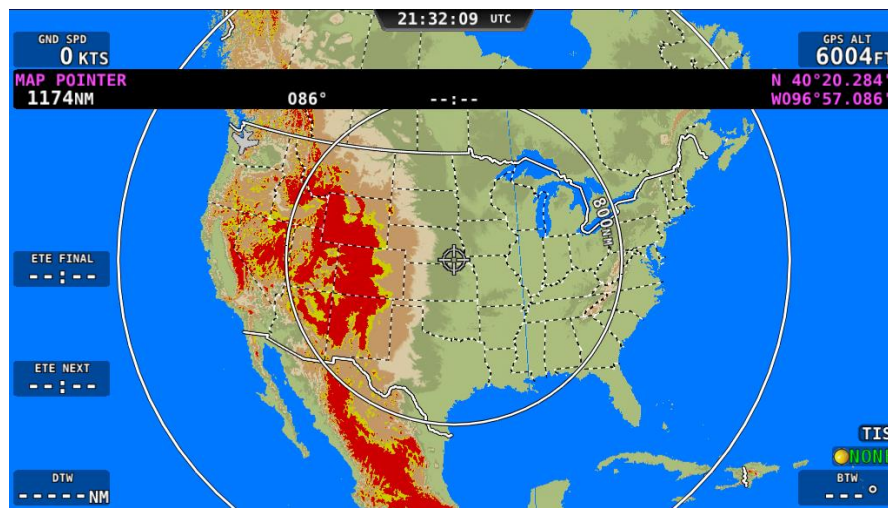 21:32:09 UTC
GND SPD
0 KTS
GPS ALT
6004FT
MAP POINTER
N 40°20.284'
1174NM 086° --:-- W096°57.086'
800NM
ETE FINAL
--:--
ETE NEXT
--:--
TIS
NONE
DTW
-----NM
BTW
---°